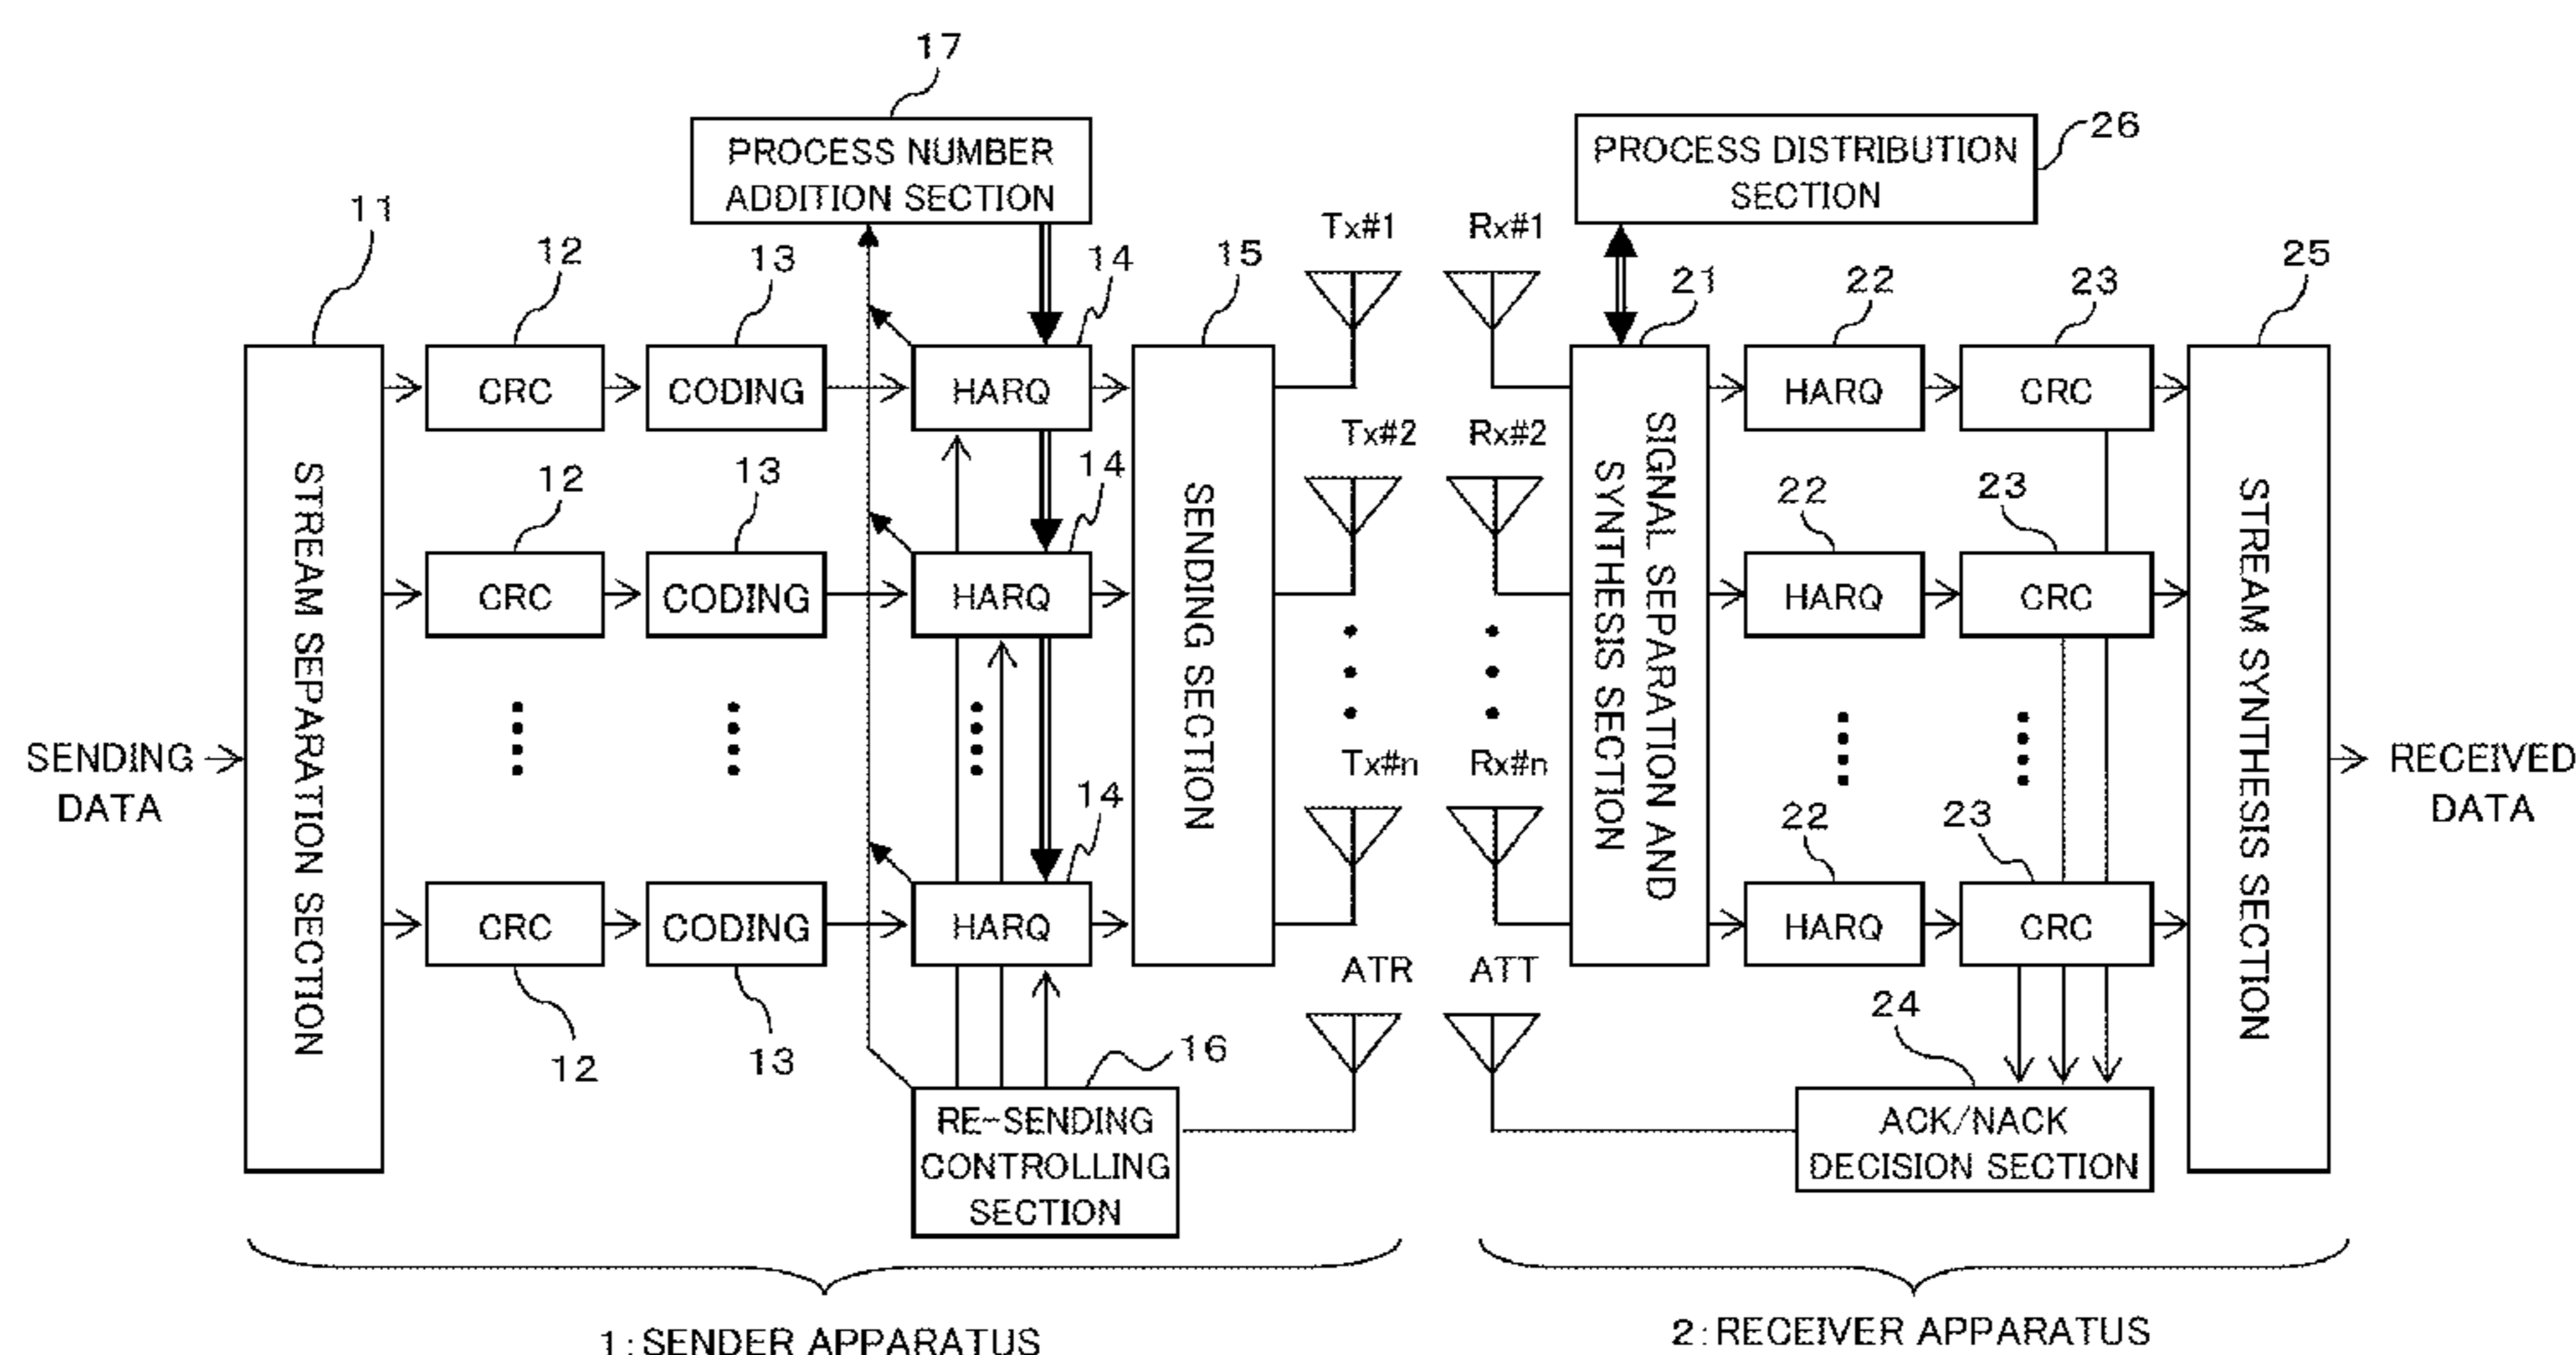 17
PROCESS NUMBER
ADDITION SECTION
26
PROCESS DISTRIBUTION
SECTION
11
12
13
14
15
Tx#1
Rx#1
21
22
23
25
CRC
CODING
HARQ
HARQ
CRC
Tx#2
Rx#2
12
13
14
22
23
STREAM SEPARATION SECTION
SENDING SECTION
SIGNAL SEPARATION AND
SYNTHESIS SECTION
STREAM SYNTHESIS SECTION
CRC
CODING
HARQ
HARQ
CRC
SENDING
DATA
Tx#n
Rx#n
RECEIVED
DATA
14
22
23
CRC
CODING
HARQ
HARQ
CRC
ATR
ATT
12
13
16
24
RE-SENDING
CONTROLLING
SECTION
ACK/NACK
DECISION SECTION
1:SENDER APPARATUS
2:RECEIVER APPARATUS